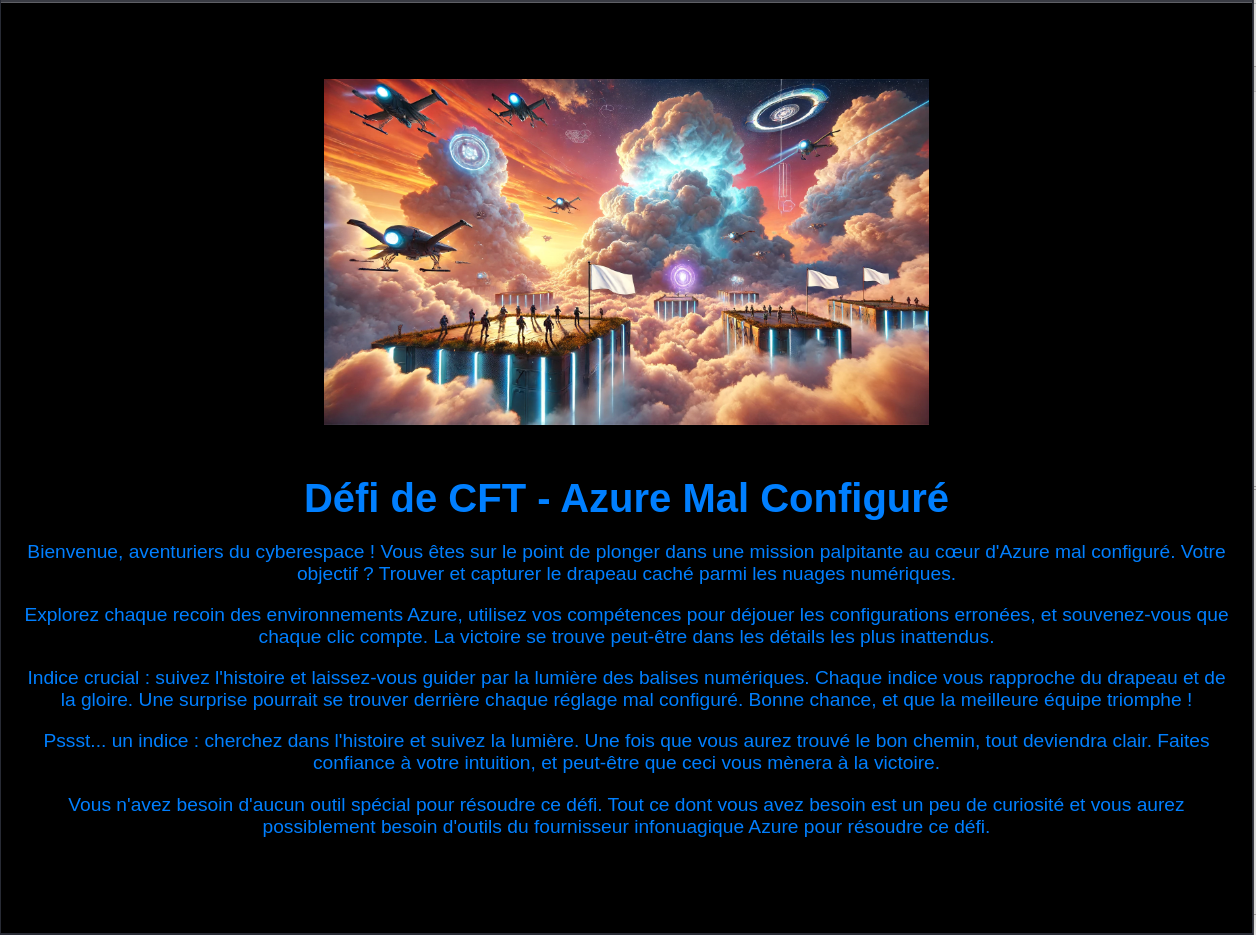 Défi de CFT - Azure Mal Configuré
Bienvenue, aventuriers du cyberespace ! Vous êtes sur le point de plonger dans une mission palpitante au cœur d'Azure mal configuré. Votre
objectif ? Trouver et capturer le drapeau caché parmi les nuages numériques.
Explorez chaque recoin des environnements Azure, utilisez vos compétences pour déjouer les configurations erronées, et souvenez-vous que
chaque clic compte. La victoire se trouve peut-être dans les détails les plus inattendus.
Indice crucial : suivez l'histoire et laissez-vous guider par la lumière des balises numériques. Chaque indice vous rapproche du drapeau et de
la gloire. Une surprise pourrait se trouver derrière chaque réglage mal configuré. Bonne chance, et que la meilleure équipe triomphe !
Pssst... un indice : cherchez dans l'histoire et suivez la lumière. Une fois que vous aurez trouvé le bon chemin, tout deviendra clair. Faites
confiance à votre intuition, et peut-être que ceci vous mènera à la victoire.
Vous n'avez besoin d'aucun outil spécial pour résoudre ce défi. Tout ce dont vous avez besoin est un peu de curiosité et vous aurez
possiblement besoin d'outils du fournisseur infonuagique Azure pour résoudre ce défi.